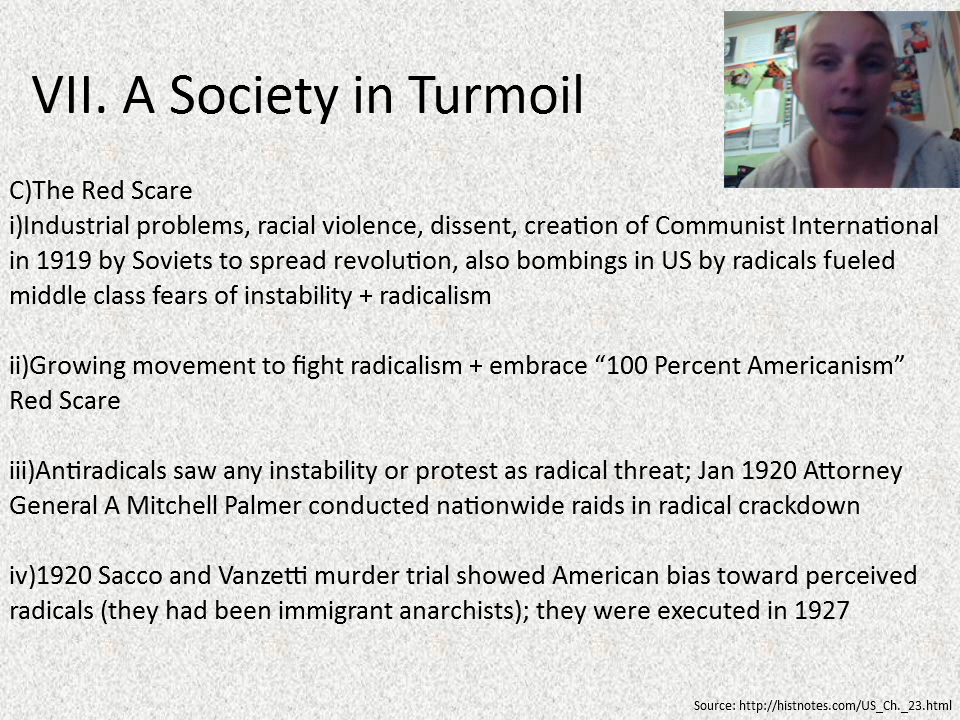 VII. A Society in Turmoil
C)The Red Scare
i)Industrial problems, racial violence, dissent, creation of Communist International
in 1919 by Soviets to spread revolution, also bombings in US by radicals fueled
middle class fears of instability + radicalism
ii)Growing movement to fight radicalism + embrace “100 Percent Americanism”
Red Scare
iii)Antiradicals saw any instability or protest as radical threat; Jan 1920 Attorney
General A Mitchell Palmer conducted nationwide raids in radical crackdown
iv)1920 Sacco and Vanzetti murder trial showed American bias toward perceived
radicals (they had been immigrant anarchists); they were executed in 1927
Source: http://histnotes.com/US_Ch._23.html